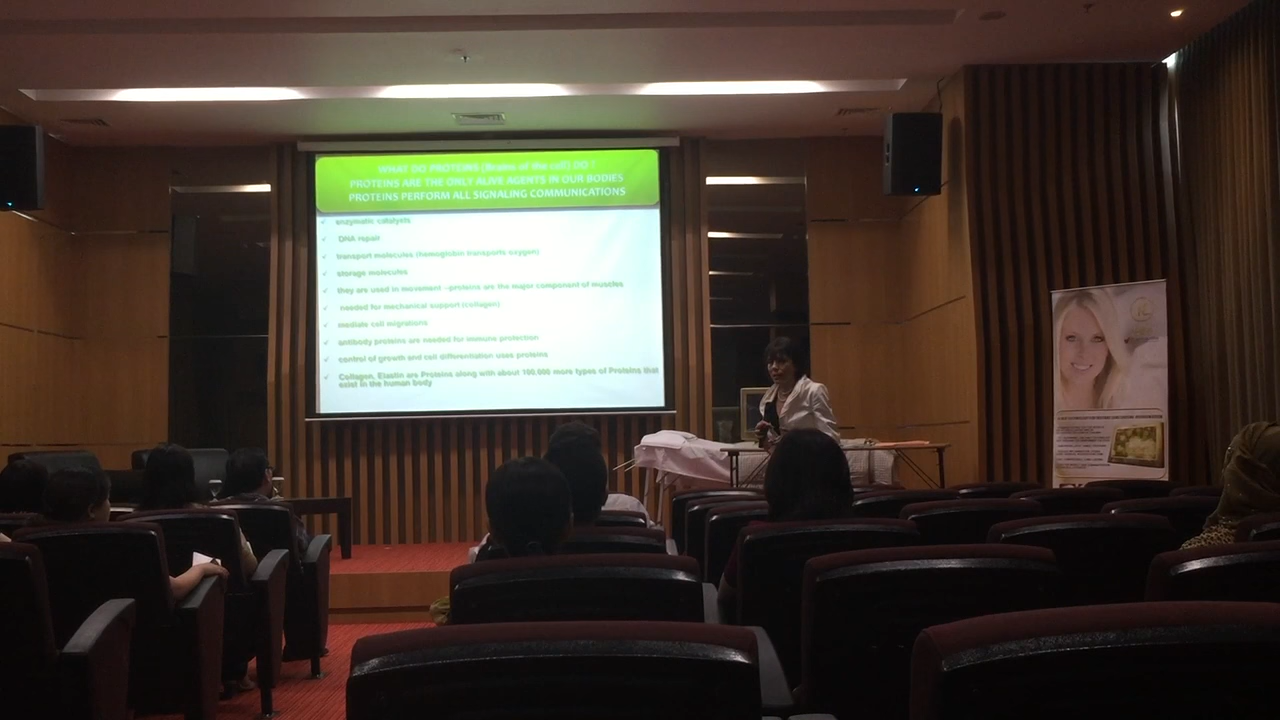 WHAT DO PROTEINS (Brains of the cell) DO ?
PROTEINS ARE THE ONLY ALIVE AGENTS IN OUR BODIES
PROTEINS PERFORM ALL SIGNALING COMMUNICATIONS
enzymatic catalysts
DNA repair
transport molecules (hemoglobin transports oxygen)
storage molecules
they are used in movement -proteins are the major component of muscles
needed for mechanical support (collagen)
mediate cell migrations
antibody proteins are needed for immune protection
control of growth and cell differentiation uses proteins
Collagen, Elastin are Proteins along with about 100,000 more types of Proteins that
exist in the human body